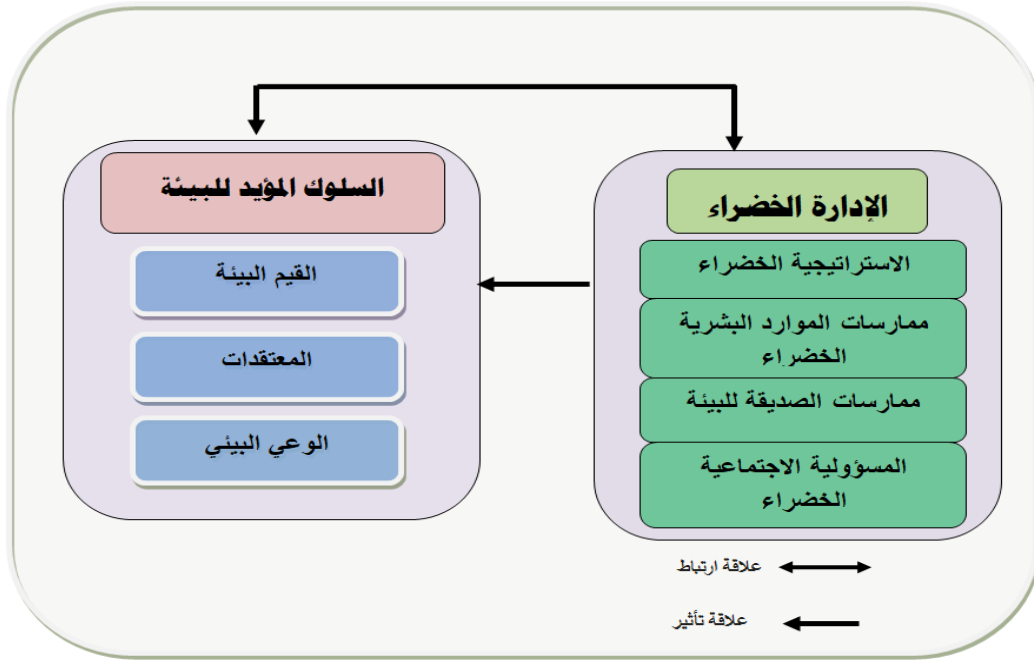 الإدارة الخضراء
الاستراتيجية الخضراء
ممارسات الموارد البشرية
الخضراء
ممارسات الصديقة للبيئة
المسؤولية الاجتماعية
الخضراء
السلوك المؤيد للبيئة
القيم البيئة
المعتقدات
الوعي البيئي
علاقة ارتباط
علاقة تأثير